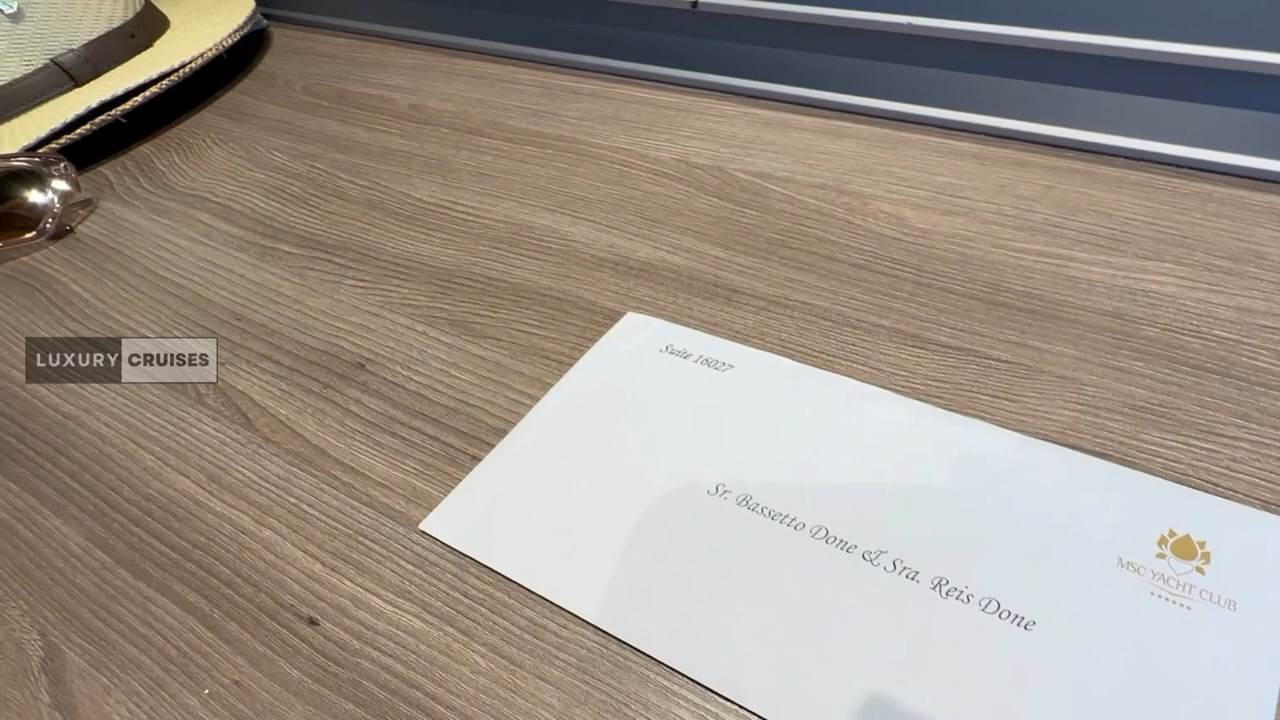 Suite 16027
LUXURY CRUISES
Sr. Bassetto Done & Sra. Reis Done
MSC YACHT CLUB